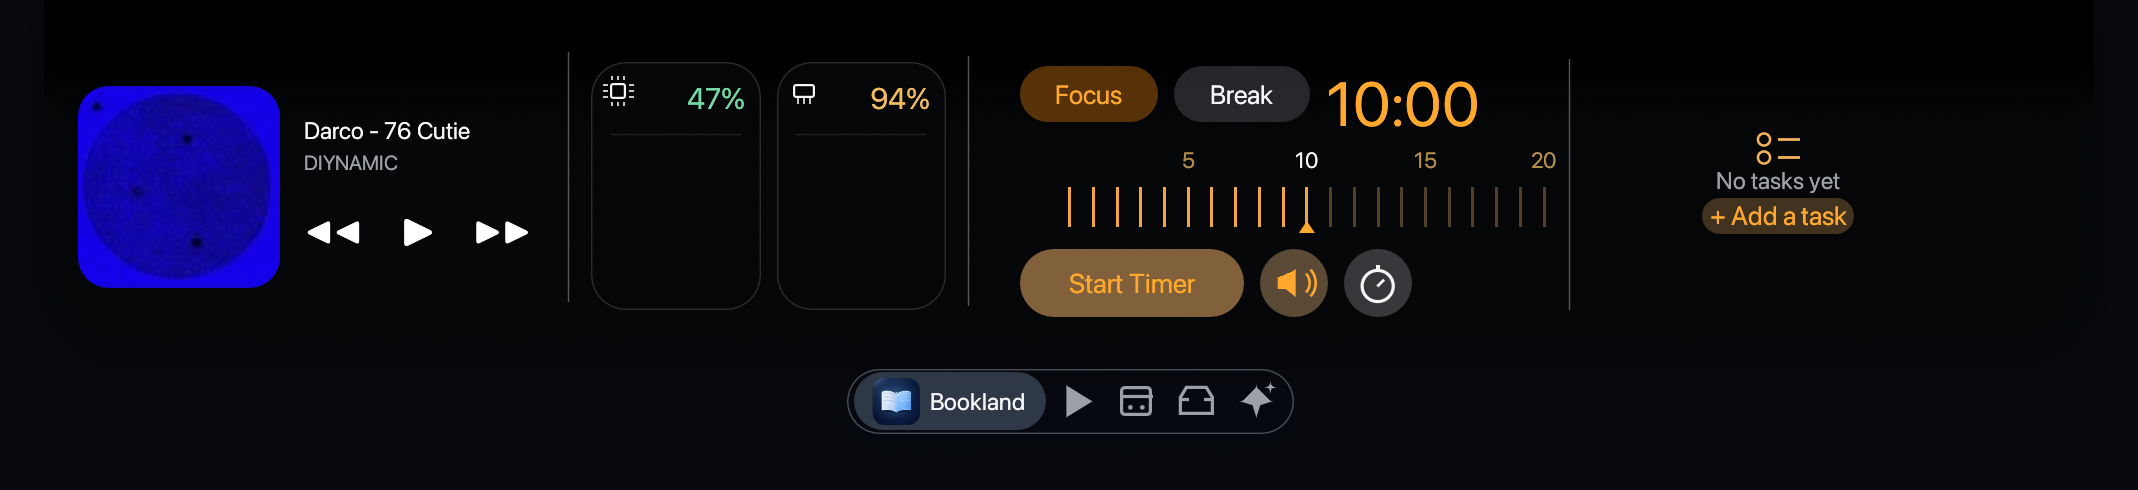 Darco - 76 Cutie
DIYNAMIC
47%
94%
Focus
Break
10:00
5
10
15
20
Start Timer
No tasks yet
+ Add a task
Bookland